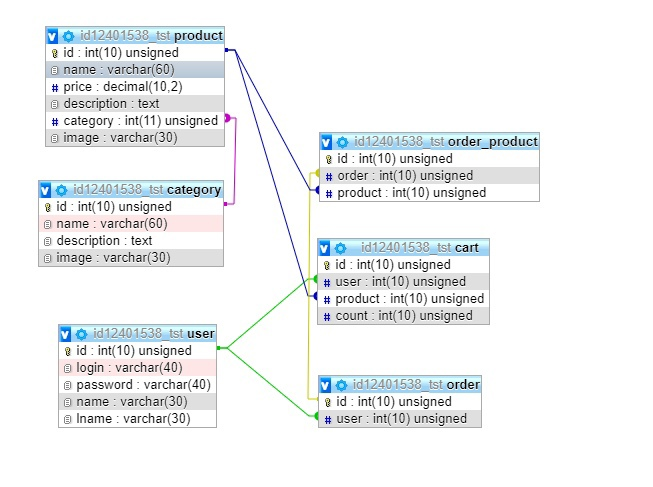 id12401538_tst product
id : int(10) unsigned
name : varchar(60)
# price : decimal(10,2)
description : text
# category : int(11) unsigned
image : varchar(30)
id12401538_tst category
id : int(10) unsigned
name : varchar(60)
description : text
image : varchar(30)
id12401538_tst user
id : int(10) unsigned
login : varchar(40)
password : varchar(40)
name : varchar(30)
lname : varchar(30)
id12401538_tst order_product
id : int(10) unsigned
# order : int(10) unsigned
# product : int(10) unsigned
id12401538_tst cart
id : int(10) unsigned
# user : int(10) unsigned
# product : int(10) unsigned
# count : int(10) unsigned
id12401538_tst order
id : int(10) unsigned
# user : int(10) unsigned